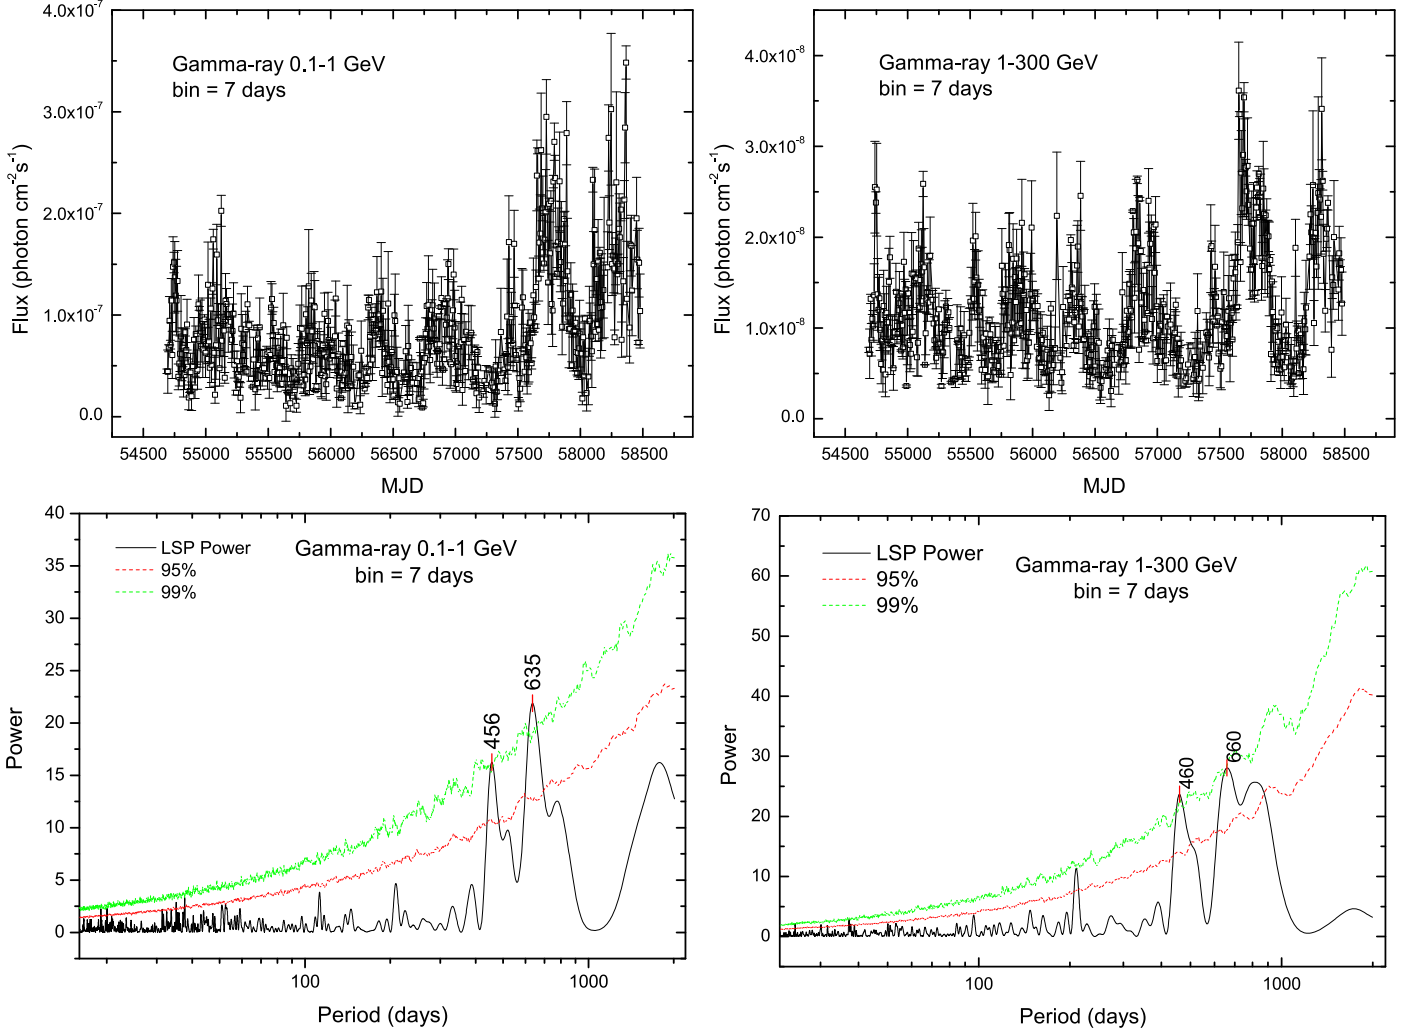 4.0x10⁻⁷
3.0x10⁻⁷
2.0x10⁻⁷
1.0x10⁻⁷
0.0
Flux (photon cm⁻²s⁻¹)
Gamma-ray 0.1-1 GeV
bin = 7 days
54500 55000 55500 56000 56500 57000 57500 58000 58500
MJD
4.0x10⁻⁸
3.0x10⁻⁸
2.0x10⁻⁸
1.0x10⁻⁸
0.0
Flux (photon cm⁻²s⁻¹)
Gamma-ray 1-300 GeV
bin = 7 days
54500 55000 55500 56000 56500 57000 57500 58000 58500
MJD
40
35
30
25
20
15
10
5
0
Power
LSP Power
95%
99%
Gamma-ray 0.1-1 GeV
bin = 7 days
456
635
100 1000
Period (days)
70
60
50
40
30
20
10
0
Power
LSP Power
95%
99%
Gamma-ray 1-300 GeV
bin = 7 days
460
660
100 1000
Period (days)